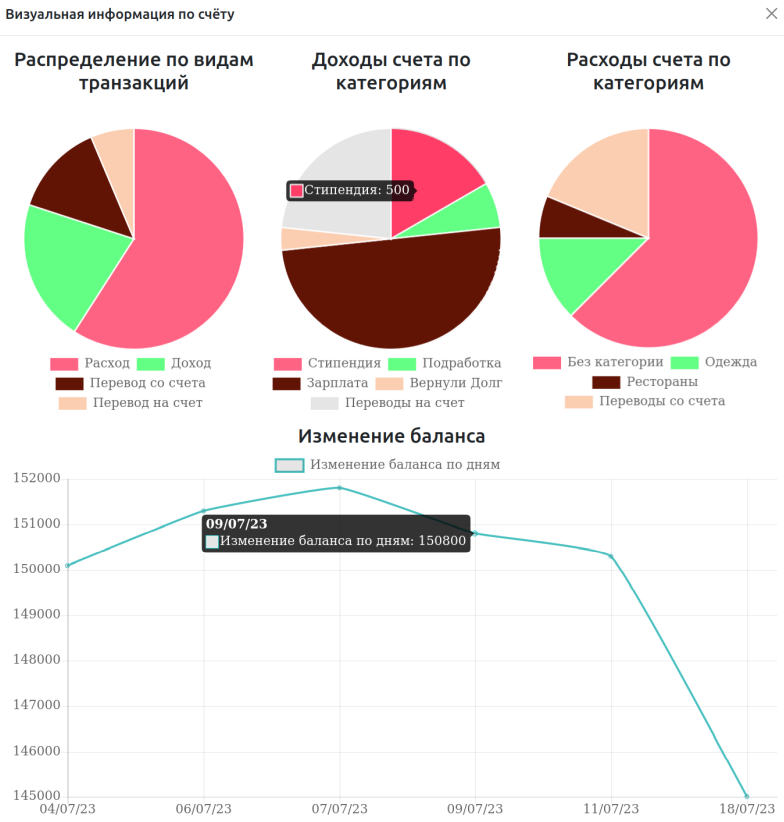 Визуальная информация по счёту
Распределение по видам
транзакций
Доходы счета по
категориям
Расходы счета по
категориям
Стипендия: 500
Расход Доход
Перевод со счета
Перевод на счет
Стипендия Подработка
Зарплата Вернули Долг
Переводы на счет
Без категории Одежда
Рестораны
Переводы со счета
Изменение баланса
Изменение баланса по дням
152000
151000
150000
149000
148000
147000
146000
145000
09/07/23
Изменение баланса по дням: 150800
04/07/23 06/07/23 07/07/23 09/07/23 11/07/23 18/07/23